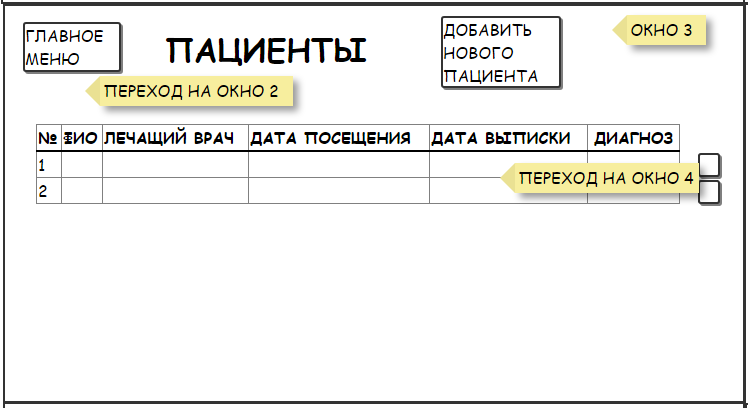 ГЛАВНОЕ
МЕНЮ
ПАЦИЕНТЫ
ДОБАВИТЬ
НОВОГО
ПАЦИЕНТА
ОКНО 3
ПЕРЕХОД НА ОКНО 2
№ ФИО ЛЕЧАЩИЙ ВРАЧ ДАТА ПОСЕЩЕНИЯ ДАТА ВЫПИСКИ ДИАГНОЗ
1
ПЕРЕХОД НА ОКНО 4
2